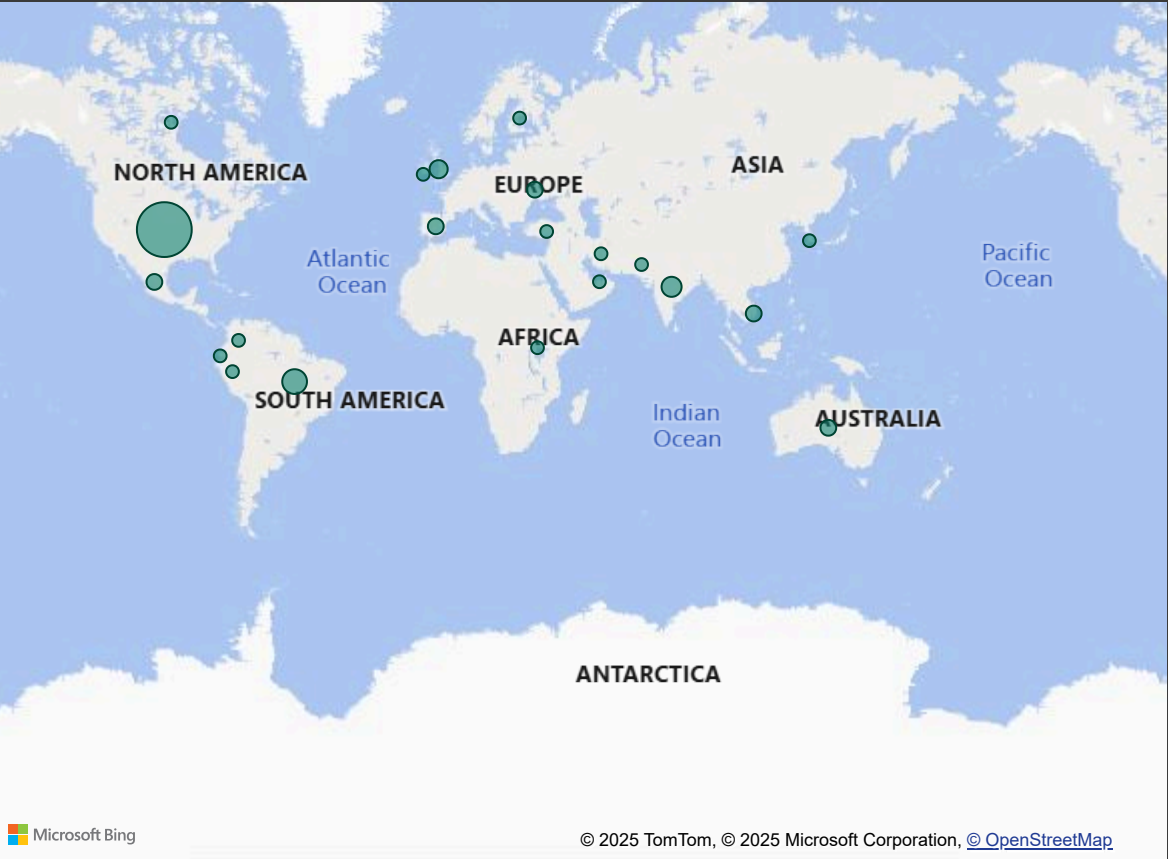 ASIA
NORTH AMERICA
EUROPE
Atlantic
Ocean
Pacific
Ocean
AFRICA
SOUTH AMERICA
Indian
Ocean
AUSTRALIA
ANTARCTICA
Microsoft Bing
© 2025 TomTom, © 2025 Microsoft Corporation, © OpenStreetMap